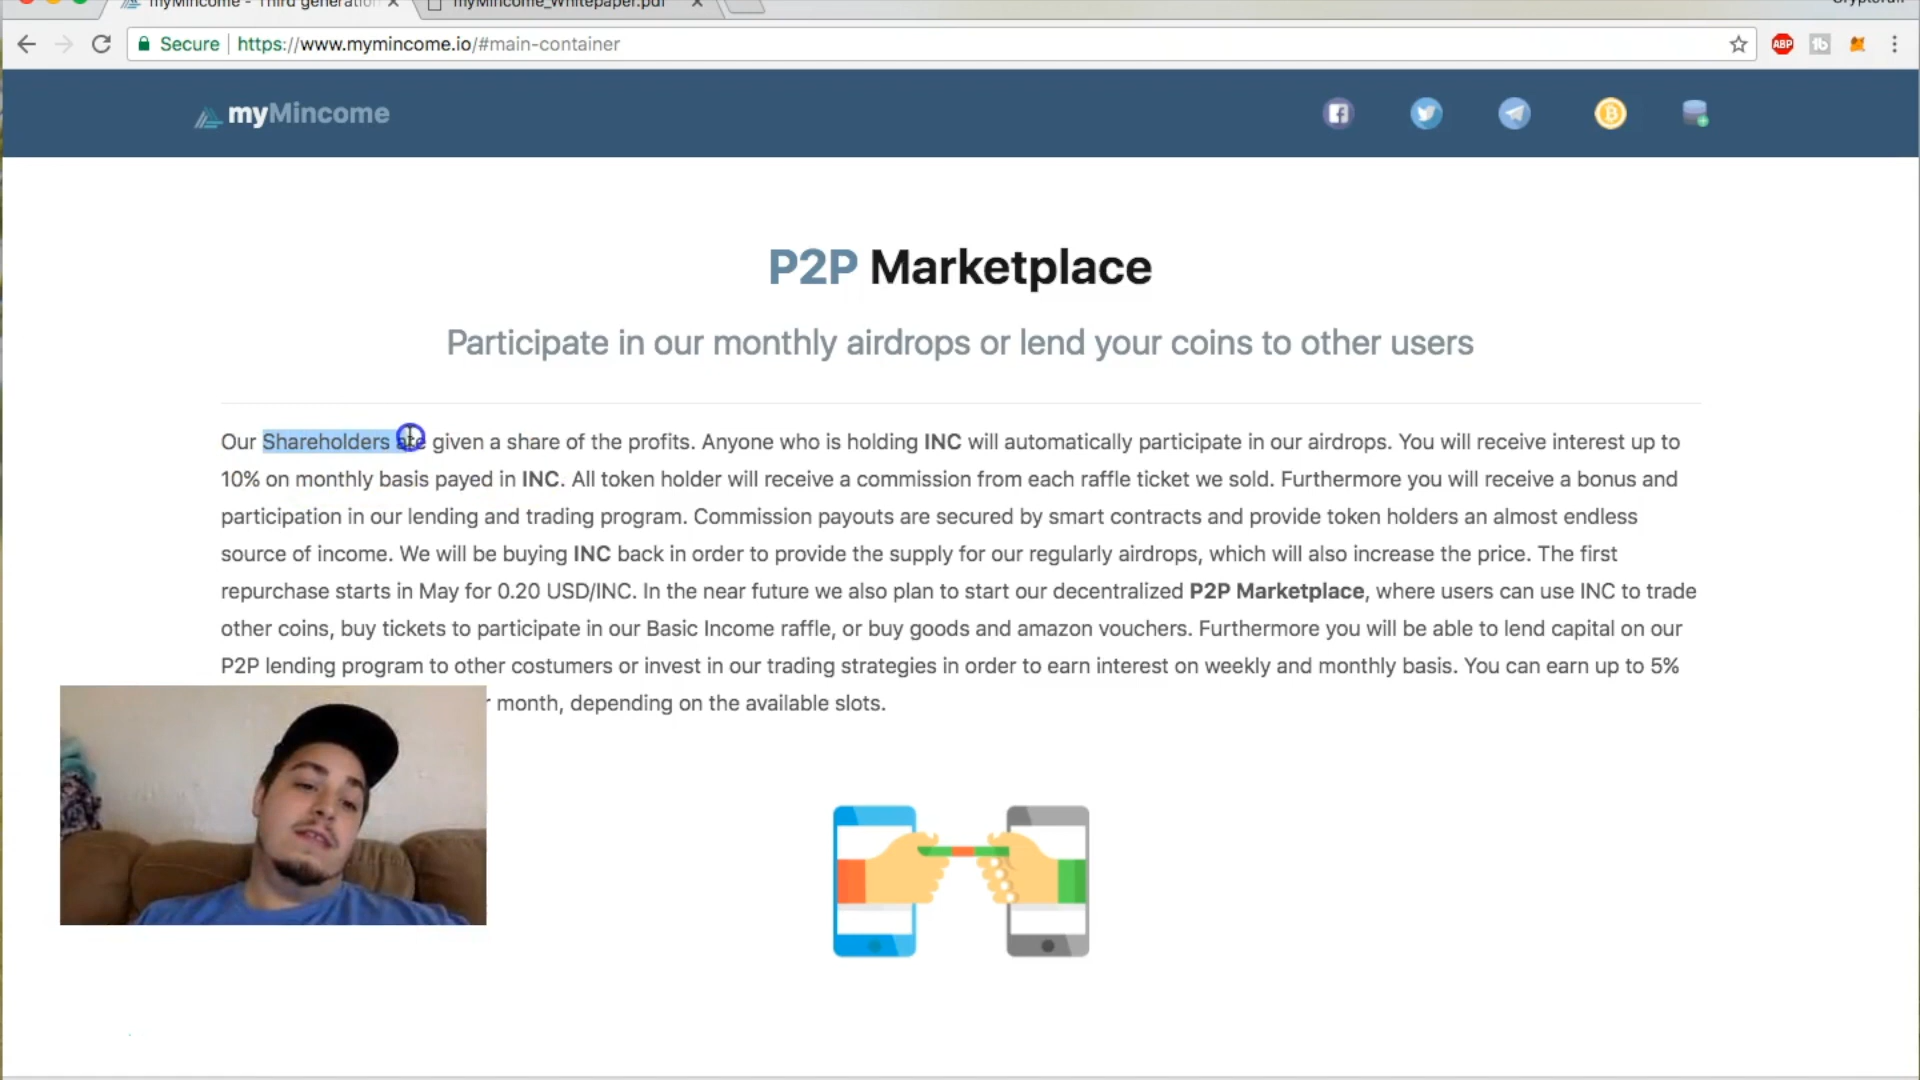 myMincome - Third generation
myMincome_Whitepaper.pdf
Secure https://www.mymincome.io/#main-container
ABP
myMincome
P2P Marketplace
Participate in our monthly airdrops or lend your coins to other users
Our Shareholders are given a share of the profits. Anyone who is holding INC will automatically participate in our airdrops. You will receive interest up to
10% on monthly basis payed in INC. All token holder will receive a commission from each raffle ticket we sold. Furthermore you will receive a bonus and
participation in our lending and trading program. Commission payouts are secured by smart contracts and provide token holders an almost endless
source of income. We will be buying INC back in order to provide the supply for our regularly airdrops, which will also increase the price. The first
repurchase starts in May for 0.20 USD/INC. In the near future we also plan to start our decentralized P2P Marketplace, where users can use INC to trade
other coins, buy tickets to participate in our Basic Income raffle, or buy goods and amazon vouchers. Furthermore you will be able to lend capital on our
P2P lending program to other costumers or invest in our trading strategies in order to earn interest on weekly and monthly basis. You can earn up to 5%
month, depending on the available slots.